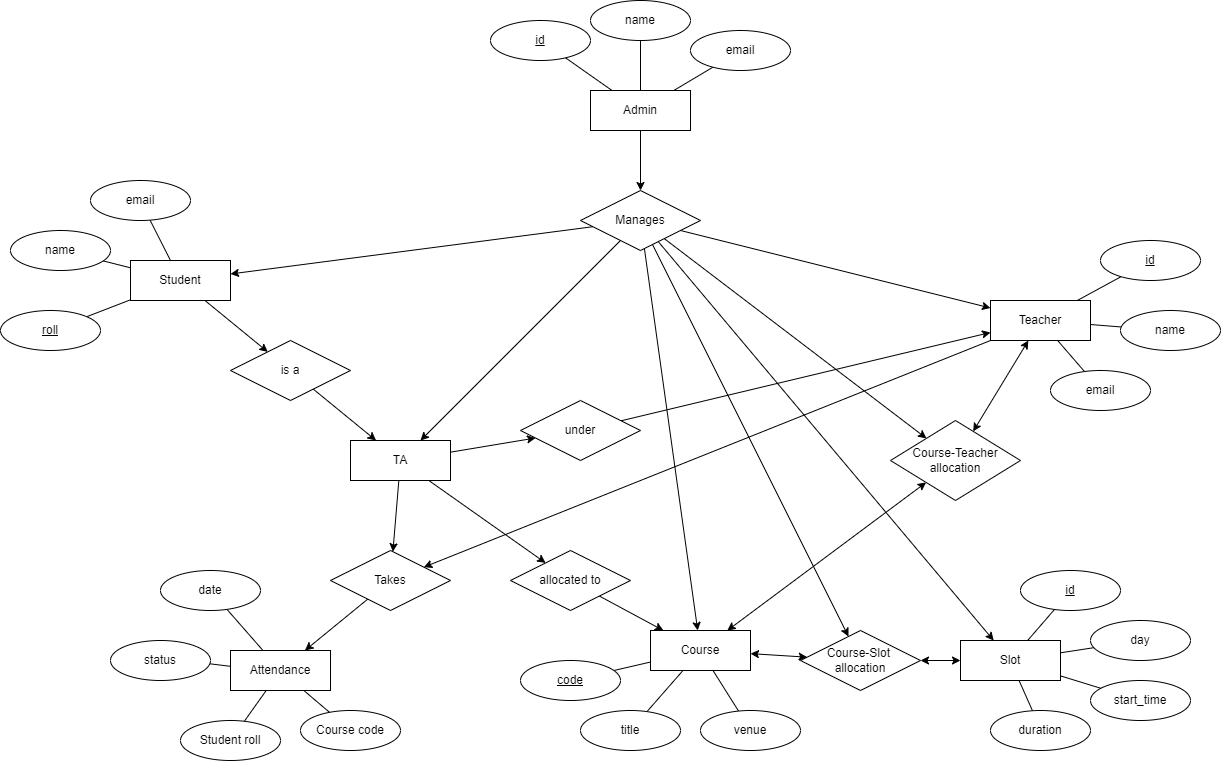 name
id
email
Admin
email
Manages
name
Student
id
Teacher
roll
name
is a
email
under
TA
Course-Teacher
allocation
Takes
allocated to
date
id
status
Attendance
Course
Course-Slot
allocation
Slot
day
code
start_time
Student roll
Course code
title
venue
duration